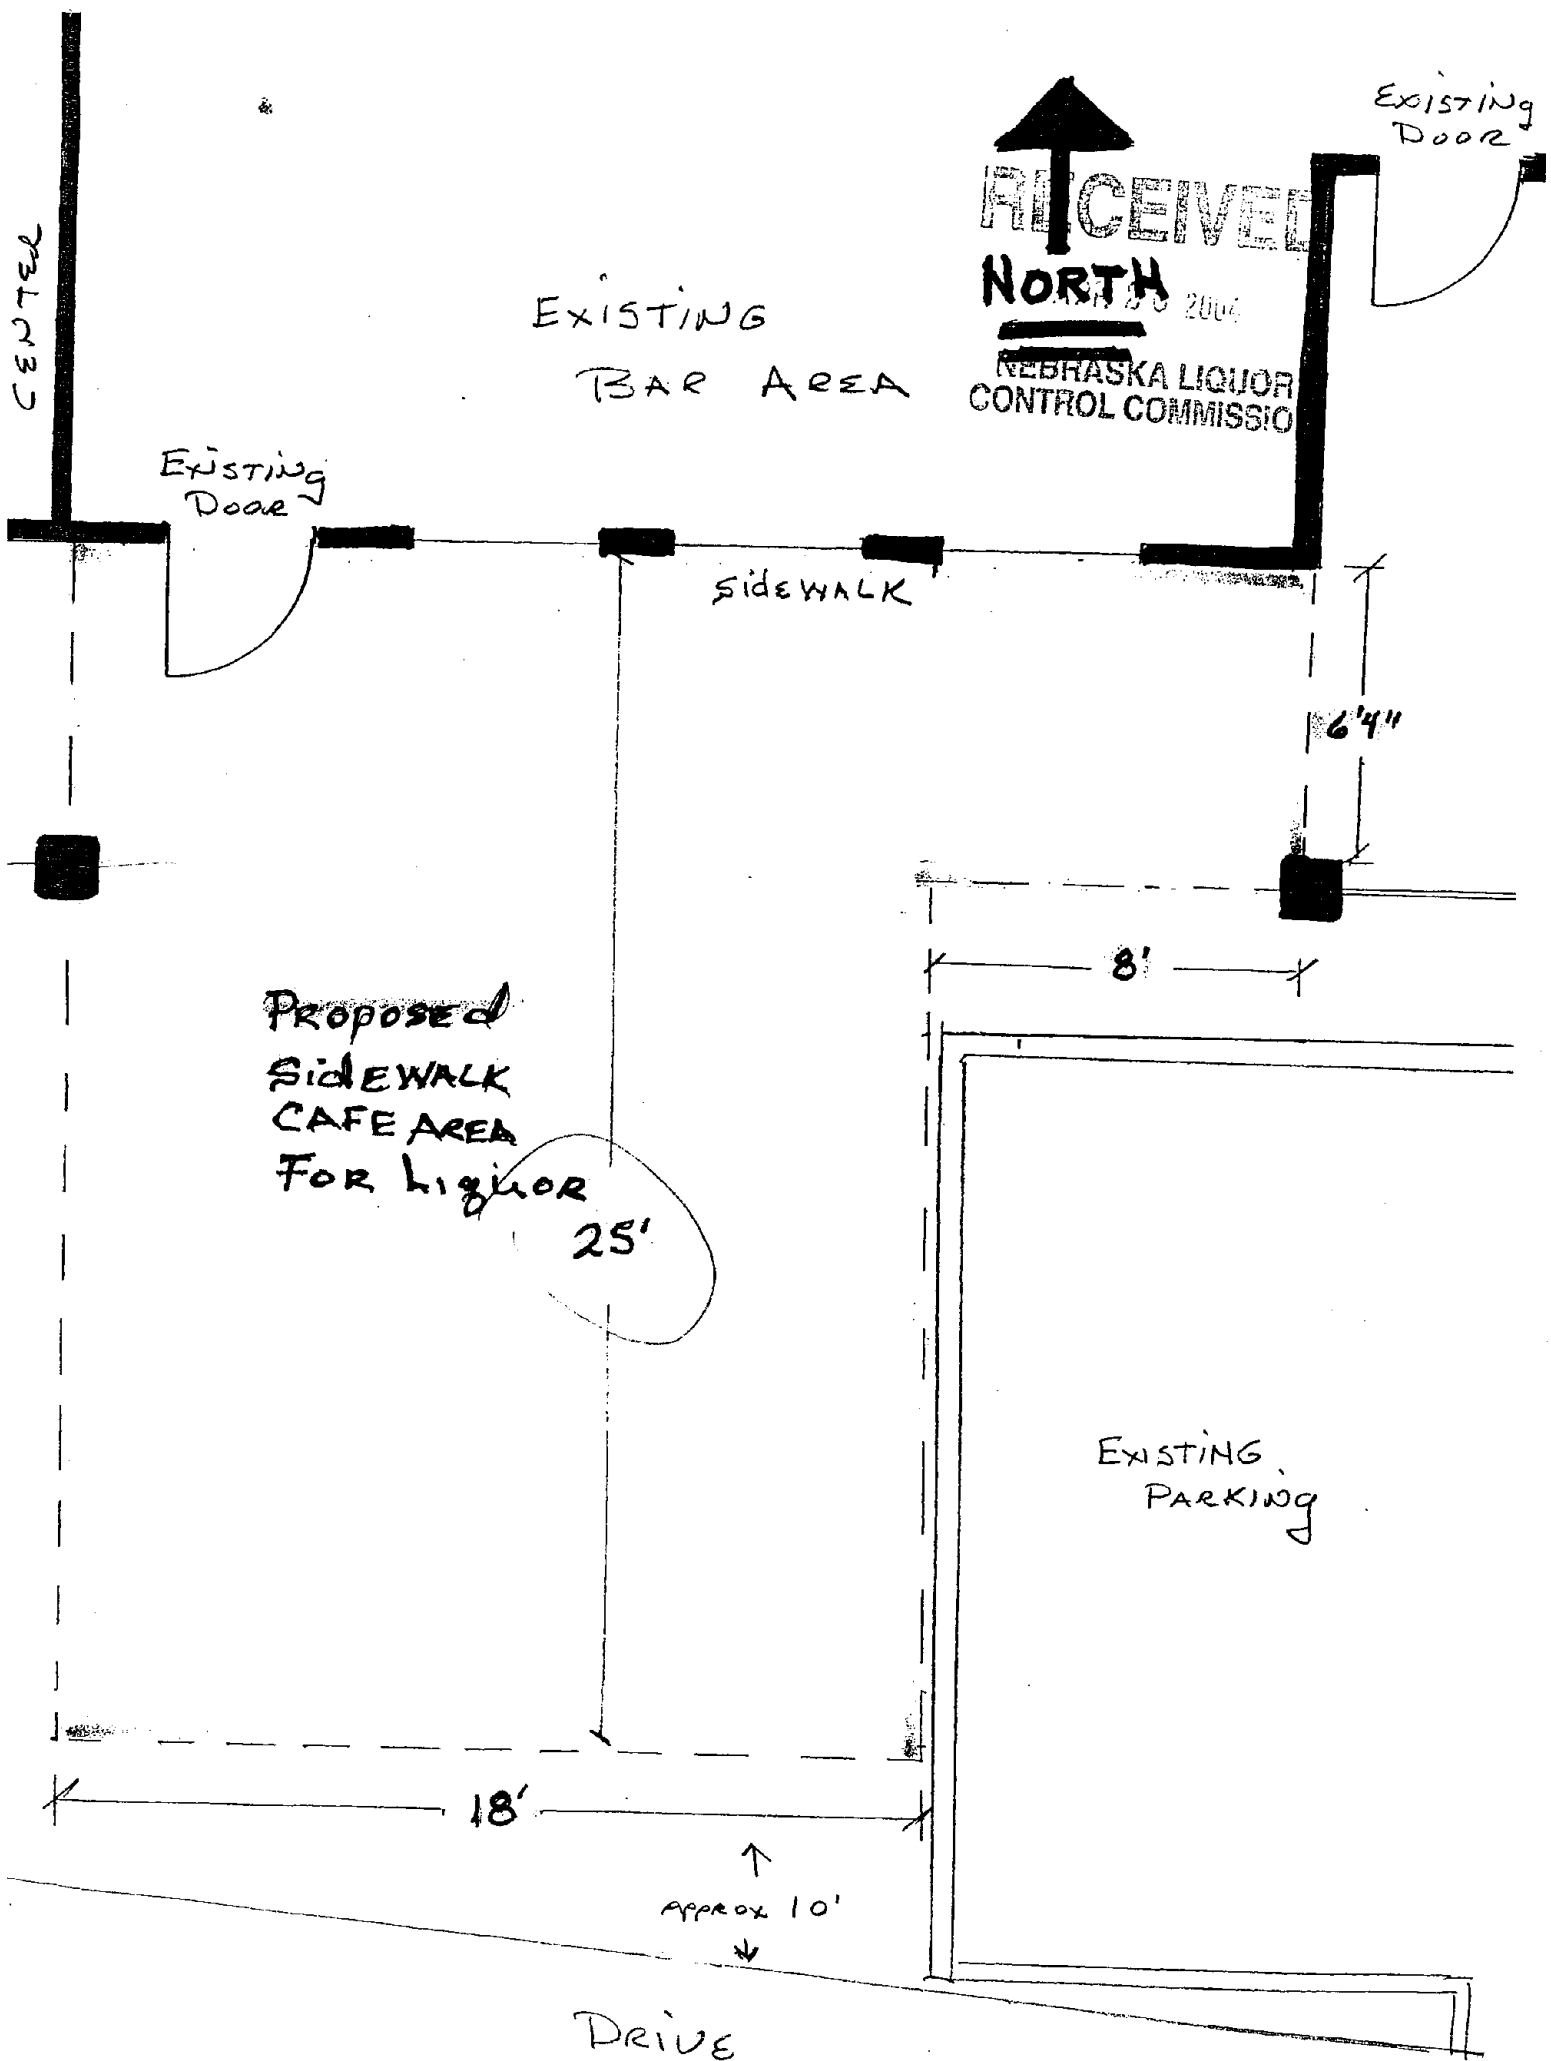 Existing
Door
RECEIVED
NORTH
2004
NEBRASKA LIQUOR
CONTROL COMMISSIO
CENTER
Existing
BAR AREA
Existing
Door
SidEWALK
6'4"
8'
PROPOSEd
SidEWALK
CAFE AREA
FOR LiquoR
25'
EXISTING
PARKING
18'
APPROX 10'
DRIVE